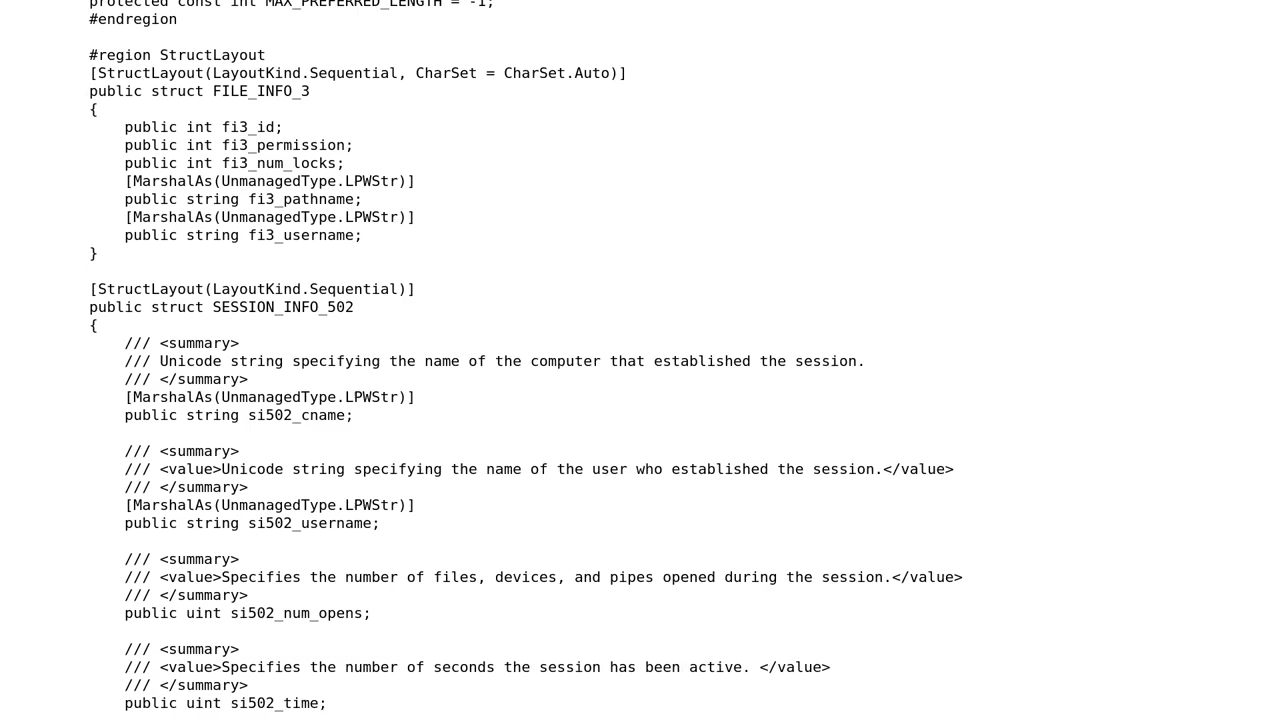 protected const int MAX_PREFERRED_LENGTH = -1;
#endregion

#region StructLayout
[StructLayout(LayoutKind.Sequential, CharSet = CharSet.Auto)]
public struct FILE_INFO_3
{
    public int fi3_id;
    public int fi3_permission;
    public int fi3_num_locks;
    [MarshalAs(UnmanagedType.LPWStr)]
    public string fi3_pathname;
    [MarshalAs(UnmanagedType.LPWStr)]
    public string fi3_username;
}

[StructLayout(LayoutKind.Sequential)]
public struct SESSION_INFO_502
{
    /// <summary>
    /// Unicode string specifying the name of the computer that established the session.
    /// </summary>
    [MarshalAs(UnmanagedType.LPWStr)]
    public string si502_cname;

    /// <summary>
    /// <value>Unicode string specifying the name of the user who established the session.</value>
    /// </summary>
    [MarshalAs(UnmanagedType.LPWStr)]
    public string si502_username;

    /// <summary>
    /// <value>Specifies the number of files, devices, and pipes opened during the session.</value>
    /// </summary>
    public uint si502_num_opens;

    /// <summary>
    /// <value>Specifies the number of seconds the session has been active. </value>
    /// </summary>
    public uint si502_time;